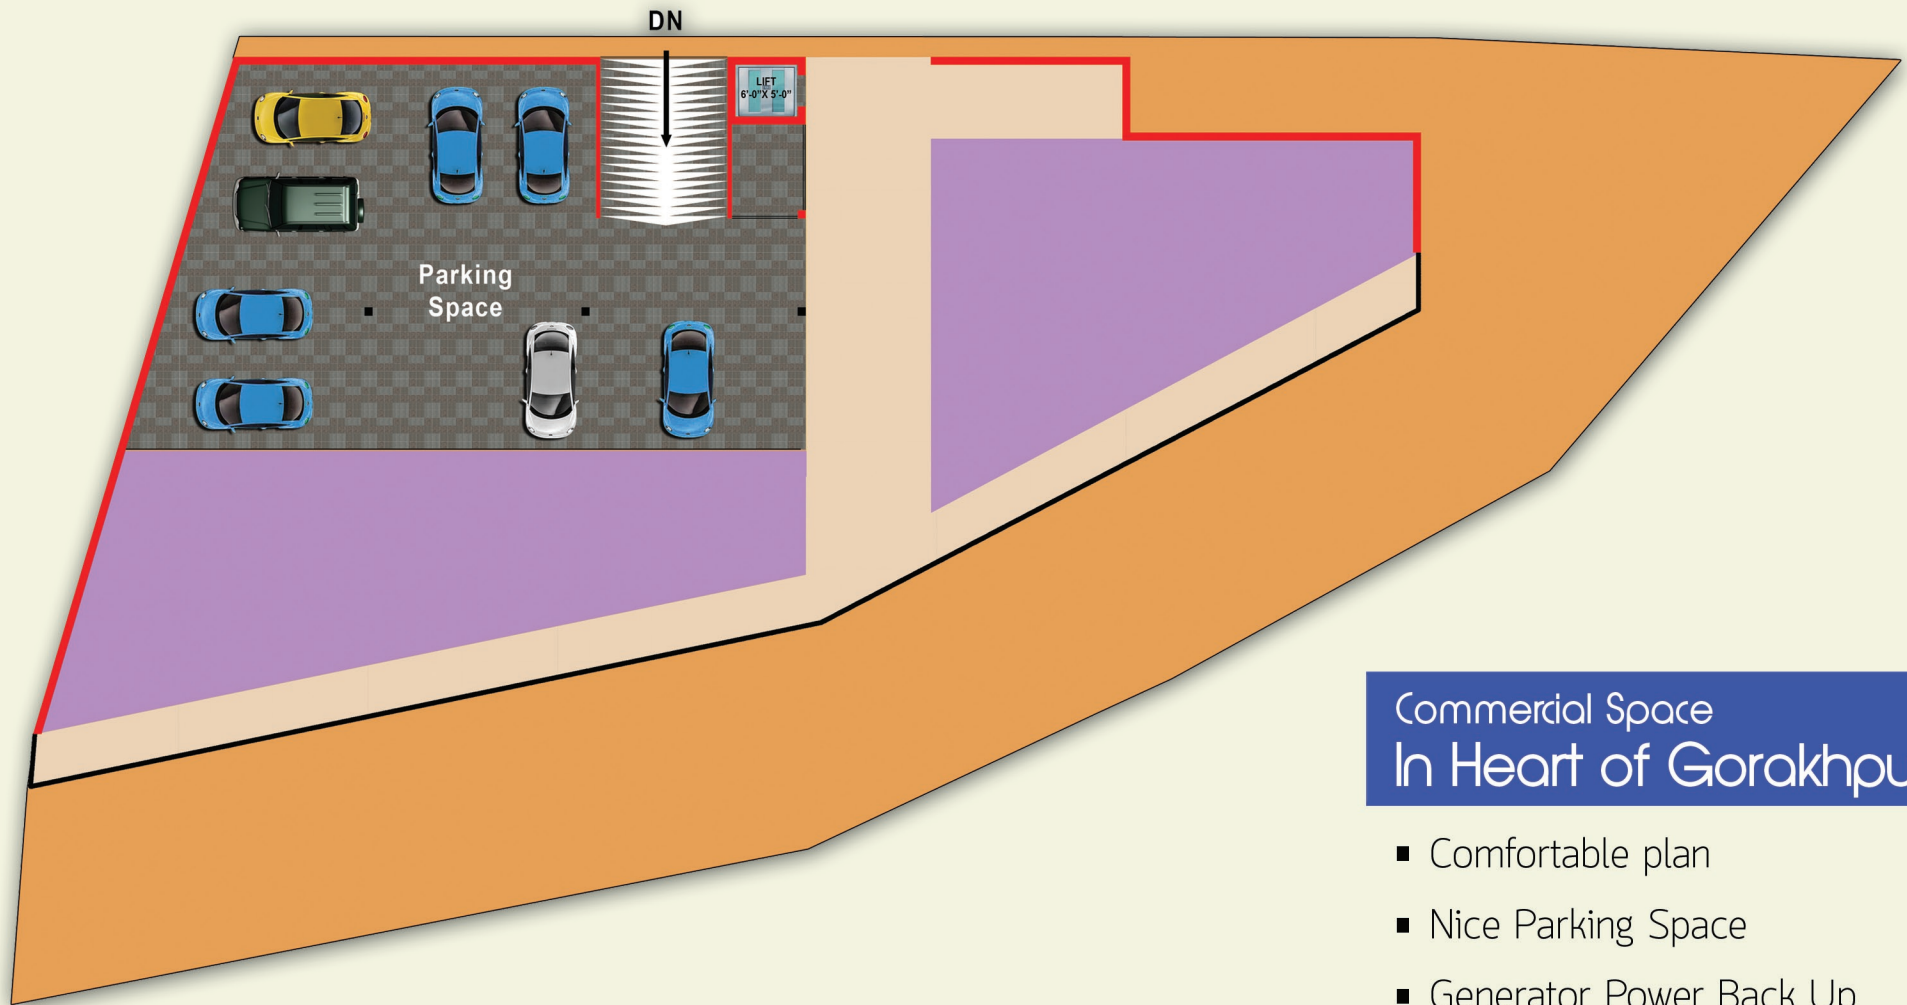 DN
LIFT
6'-0"X 5'-0"
Parking
Space
Commercial Space
In Heart of Gorakhpu
▪ Comfortable plan
▪ Nice Parking Space
▪ Generator Power Back Up